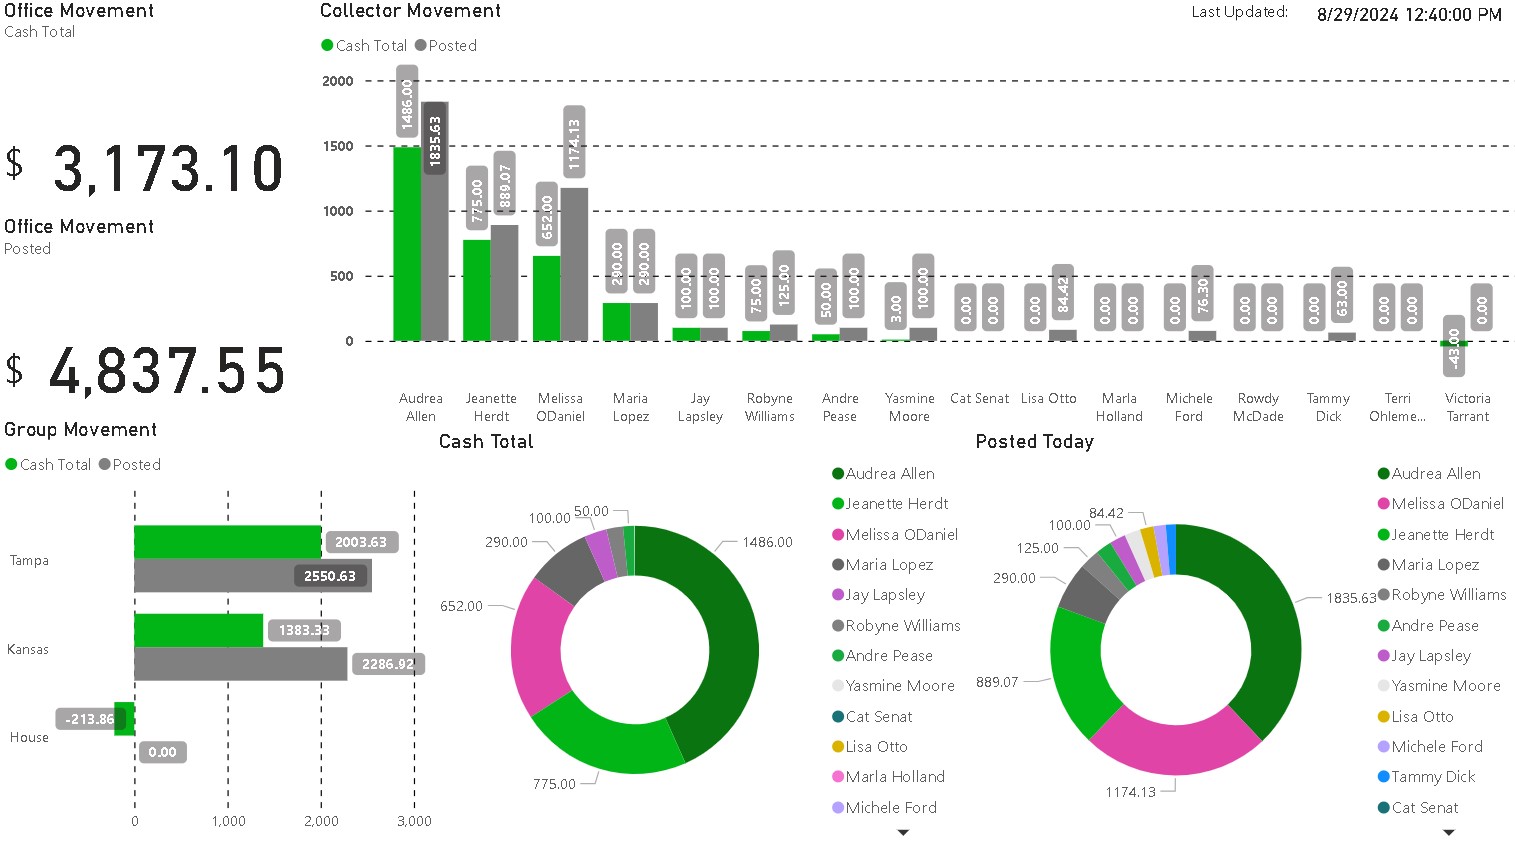 Office Movement
Cash Total
$ 3,173.10
Office Movement
Posted
$ 4,837.55
Collector Movement
Last Updated: 8/29/2024 12:40:00 PM
Cash Total Posted
2000
1500
1000
500
0
1486.00
1835.63
775.00
889.07
652.00
1174.13
290.00
290.00
100.00
100.00
75.00
125.00
50.00
100.00
3.00
100.00
0.00
0.00
0.00
84.42
0.00
0.00
0.00
76.30
0.00
0.00
0.00
63.00
0.00
0.00
-43.00
0.00
Audrea Allen
Jeanette Herdt
Melissa ODaniel
Maria Lopez
Jay Lapsley
Robyne Williams
Andre Pease
Yasmine Moore
Cat Senat
Lisa Otto
Marla Holland
Michele Ford
Rowdy McDade
Tammy Dick
Terri Ohleme...
Victoria Tarrant
Group Movement
Cash Total Posted
Tampa
2003.63
2550.63
Kansas
1383.33
2286.92
House
-213.86
0.00
0 1,000 2,000 3,000
Cash Total
50.00
100.00
290.00
652.00
775.00
1486.00
Audrea Allen
Jeanette Herdt
Melissa ODaniel
Maria Lopez
Jay Lapsley
Robyne Williams
Andre Pease
Yasmine Moore
Cat Senat
Lisa Otto
Marla Holland
Michele Ford
Posted Today
84.42
100.00
125.00
290.00
889.07
1174.13
1835.63
Audrea Allen
Melissa ODaniel
Jeanette Herdt
Maria Lopez
Robyne Williams
Andre Pease
Jay Lapsley
Yasmine Moore
Lisa Otto
Michele Ford
Tammy Dick
Cat Senat